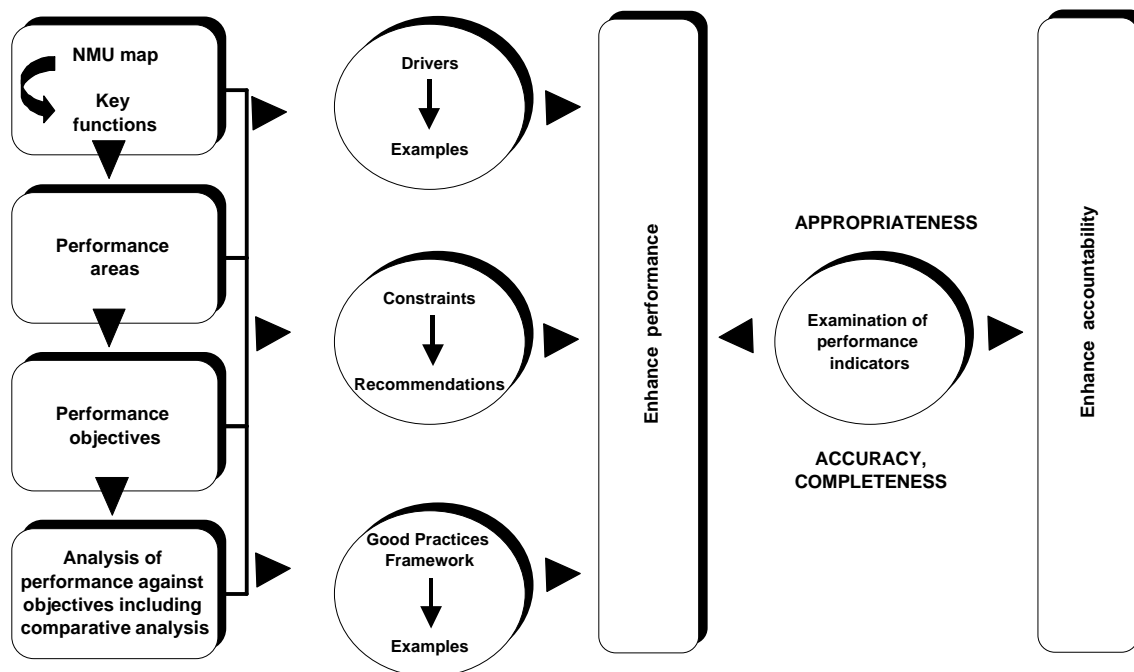 NMU map
Key
functions
Performance
areas
Performance
objectives
Analysis of
performance against
objectives including
comparative analysis
Drivers
Examples
Constraints
Recommendations
Good Practices
Framework
Examples
Enhance performance
APPROPRIATENESS
Examination of
performance
indicators
ACCURACY,
COMPLETENESS
Enhance accountability